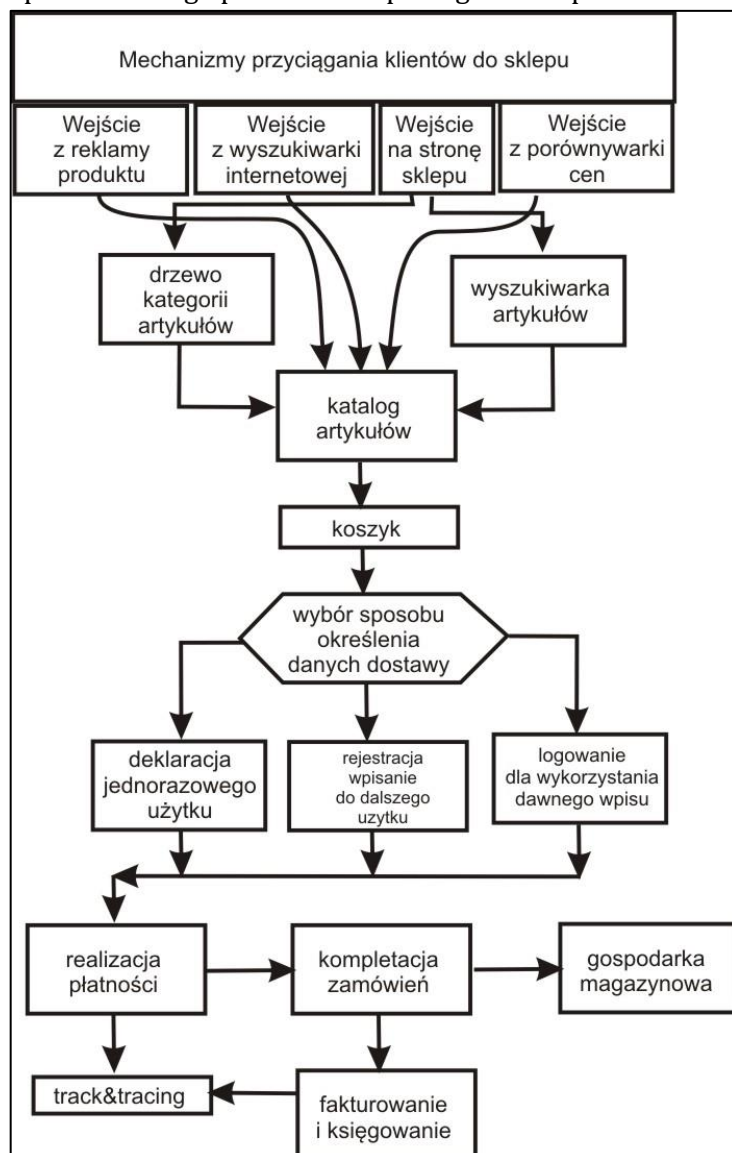 Mechanizmy przyciągania klientów do sklepu
Wejście
z reklamy
produktu
Wejście
z wyszukiwarki
internetowej
Wejście
na stronę
sklepu
Wejście
z porównywarki
cen
drzewo
kategorii
artykułów
wyszukiwarka
artykułów
katalog
artykułów
koszyk
wybór sposobu
określenia
danych dostawy
deklaracja
jednorazowego
użytku
rejestracja
wpisanie
do dalszego
uzytku
logowanie
dla wykorzystania
dawnego wpisu
realizacja
płatności
kompletacja
zamówień
gospodarka
magazynowa
track&tracing
fakturowanie
i księgowanie